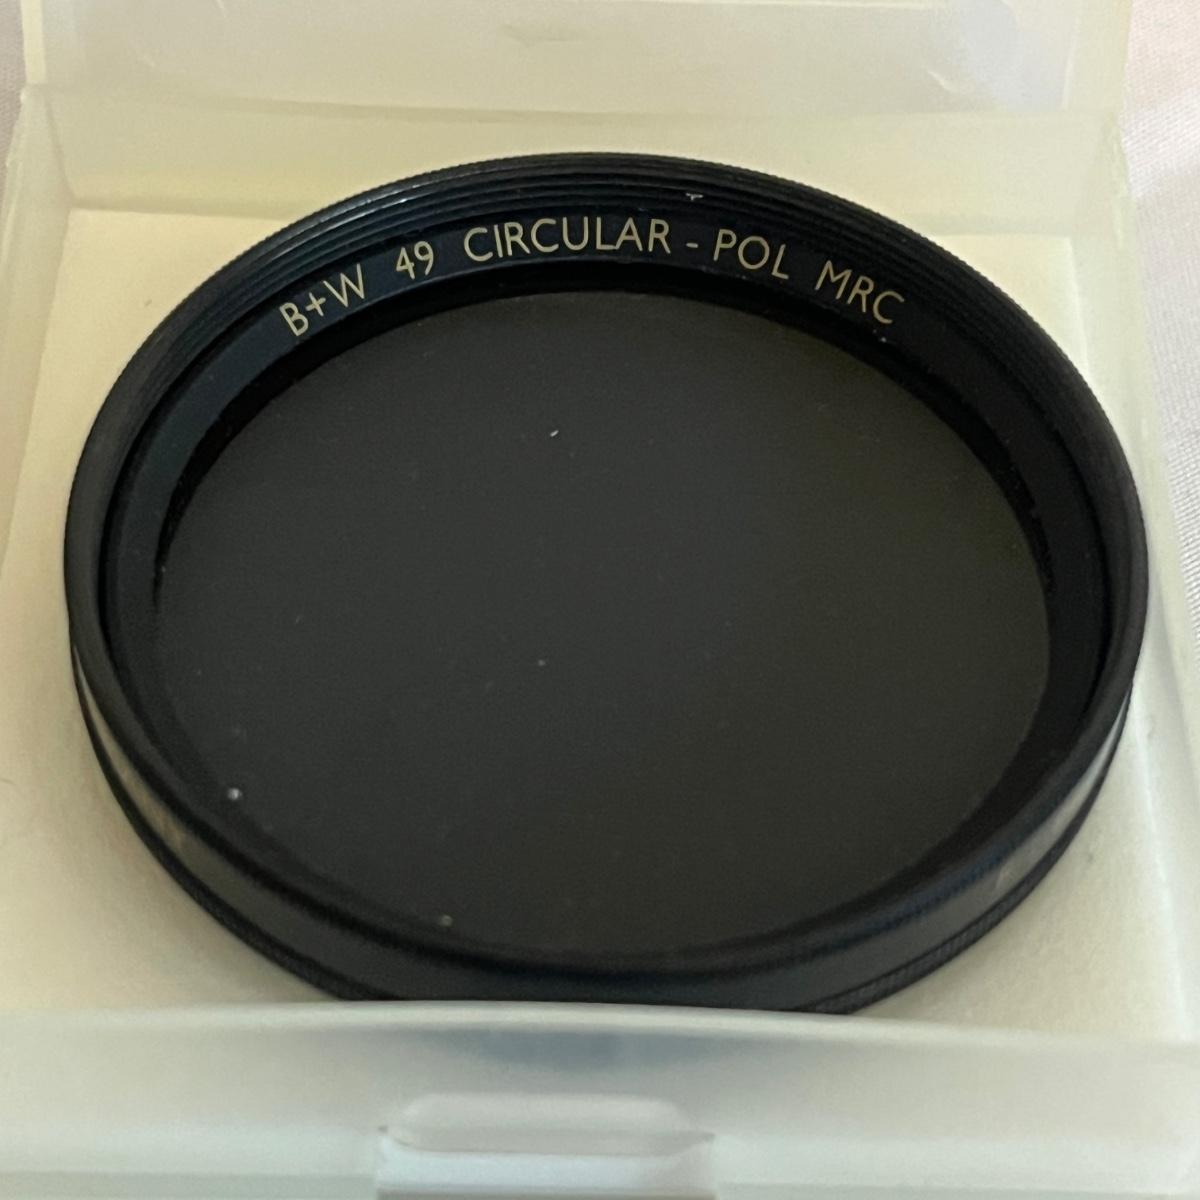 B+W 49 CIRCULAR - POL MRC